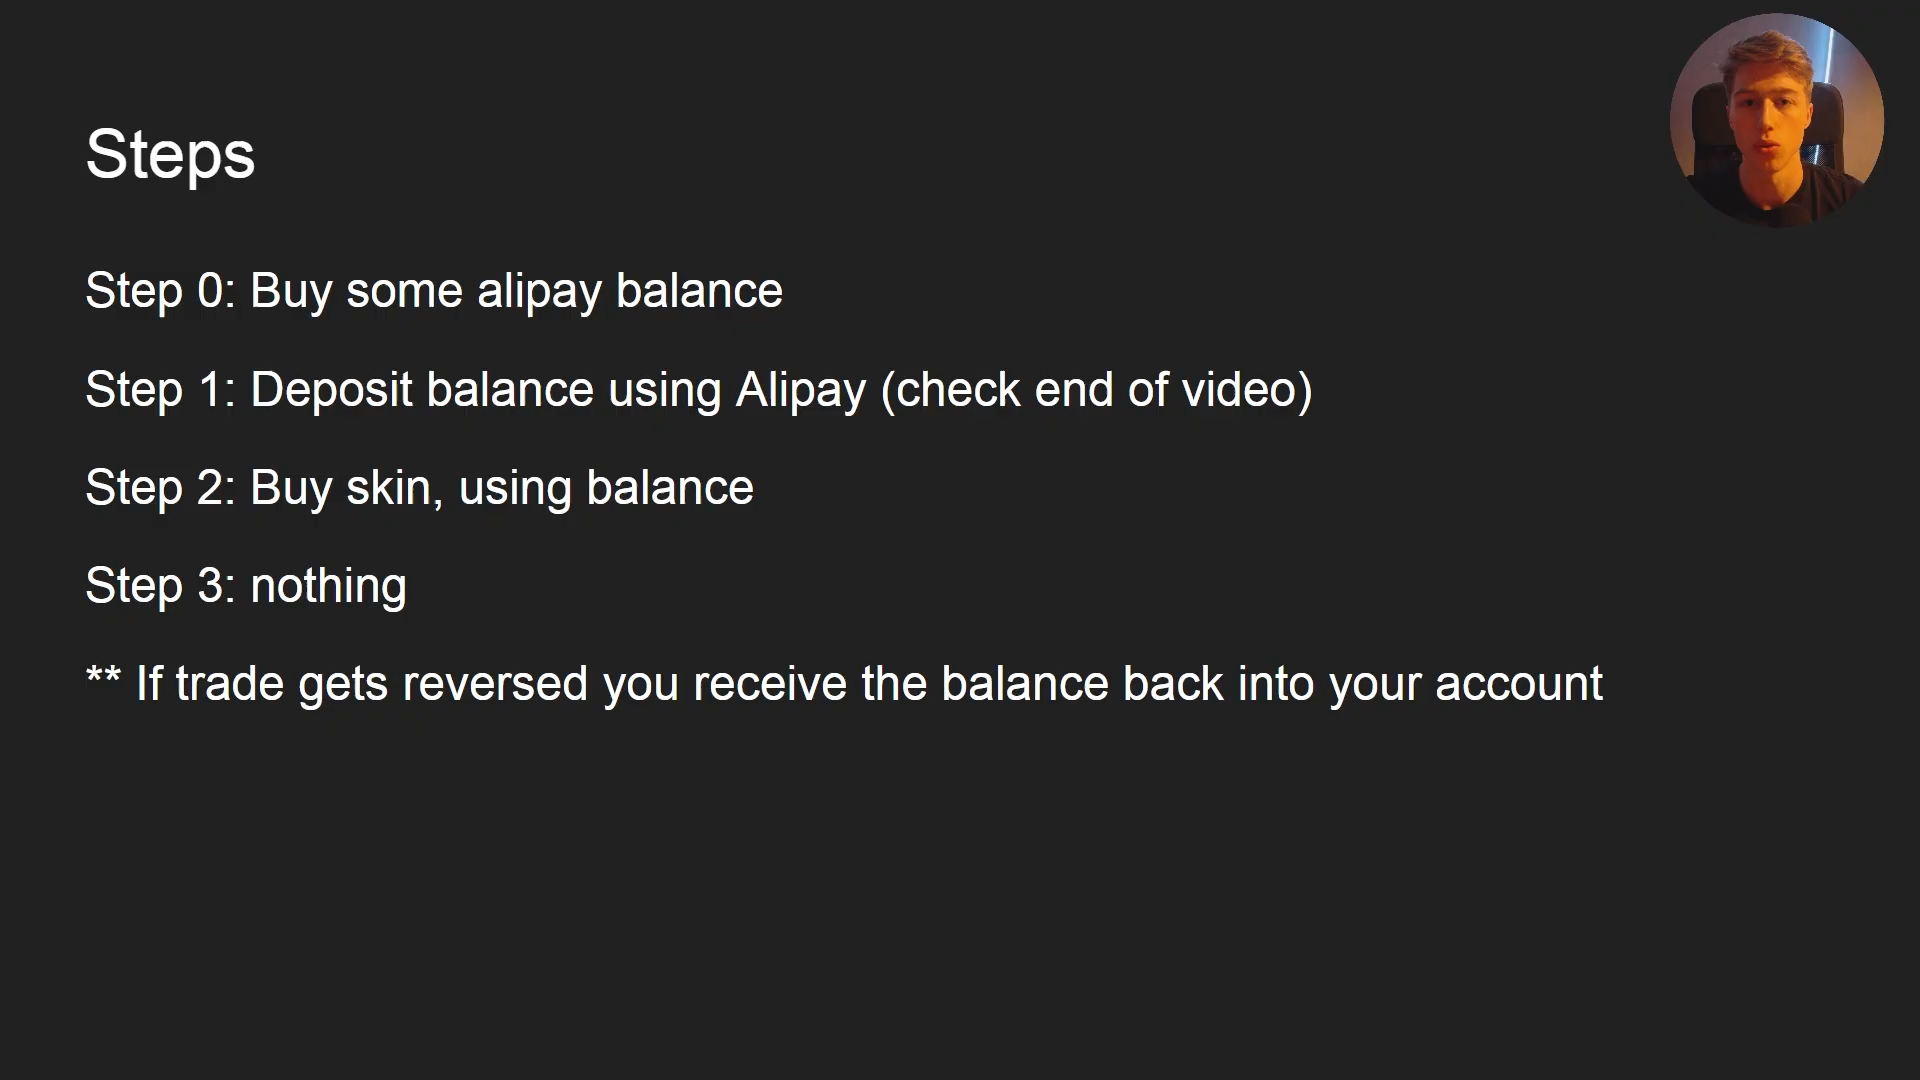 Steps
Step 0: Buy some alipay balance
Step 1: Deposit balance using Alipay (check end of video)
Step 2: Buy skin, using balance
Step 3: nothing
** If trade gets reversed you receive the balance back into your account